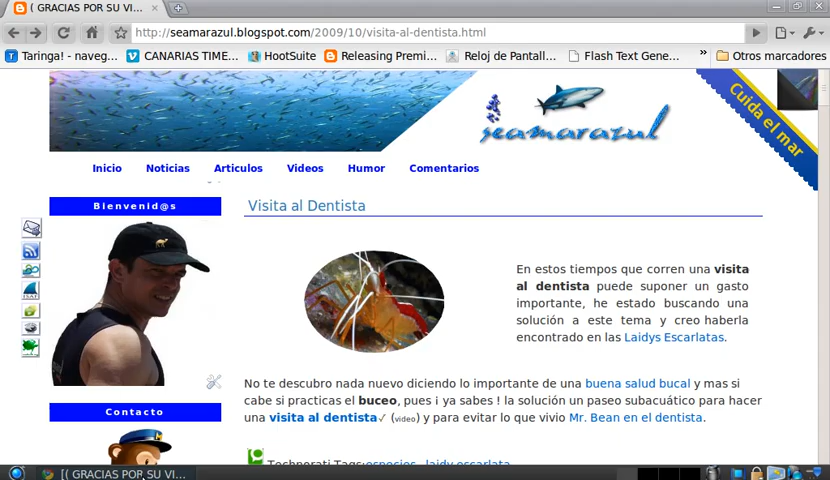 ( GRACIAS POR SU VI...
http://seamarazul.blogspot.com/2009/10/visita-al-dentista.html
Taringa! - naveg...
CANARIAS TIME...
HootSuite
Releasing Premi...
Reloj de Pantall...
Flash Text Gene...
»
Otros marcadores
seamarazul
Cuida el mar
Inicio
Noticias
Articulos
Videos
Humor
Comentarios
Bienvenid@s
Visita al Dentista
En estos tiempos que corren una visita
al dentista puede suponer un gasto
importante, he estado buscando una
solución a este tema y creo haberla
encontrado en las Laidys Escarlatas.
No te descubro nada nuevo diciendo lo importante de una buena salud bucal y mas si
cabe si practicas el buceo, pues ¡ ya sabes ! la solución un paseo subacuático para hacer
una visita al dentista✓ (video) y para evitar lo que vivio Mr. Bean en el dentista.
Contacto
Technorati Tags:especies, laidy escarlata
[( GRACIAS POR SU VI...